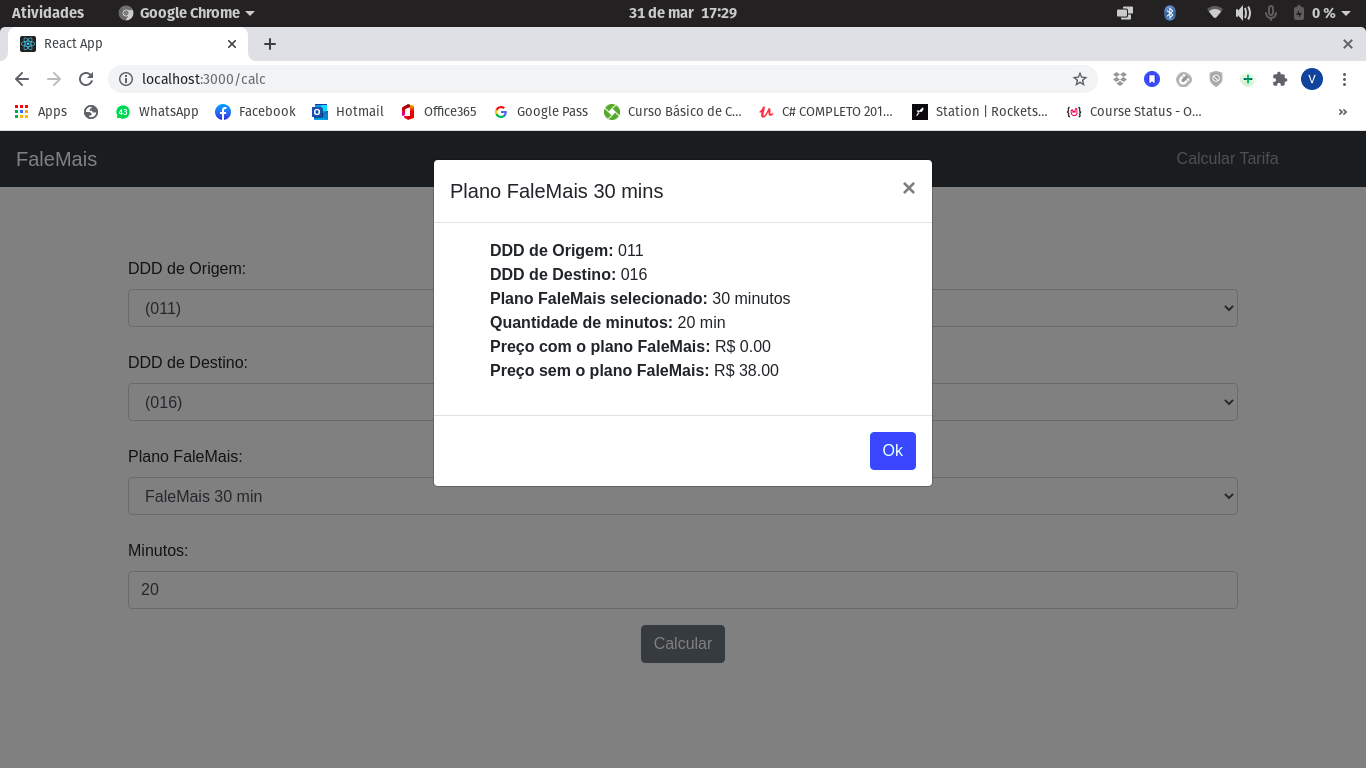 Atividades Google Chrome 31 de mar 17:29 0 %
React App
localhost:3000/calc V
Apps 43 WhatsApp Facebook Hotmail Office365 Google Pass Curso Básico de C... C# COMPLETO 201... Station | Rockets... Course Status - O... »
FaleMais Calcular Tarifa
Plano FaleMais 30 mins ×
DDD de Origem: 011
DDD de Destino: 016
Plano FaleMais selecionado: 30 minutos
Quantidade de minutos: 20 min
Preço com o plano FaleMais: R$ 0.00
Preço sem o plano FaleMais: R$ 38.00
Ok
DDD de Origem:
(011)
DDD de Destino:
(016)
Plano FaleMais:
FaleMais 30 min
Minutos:
20
Calcular